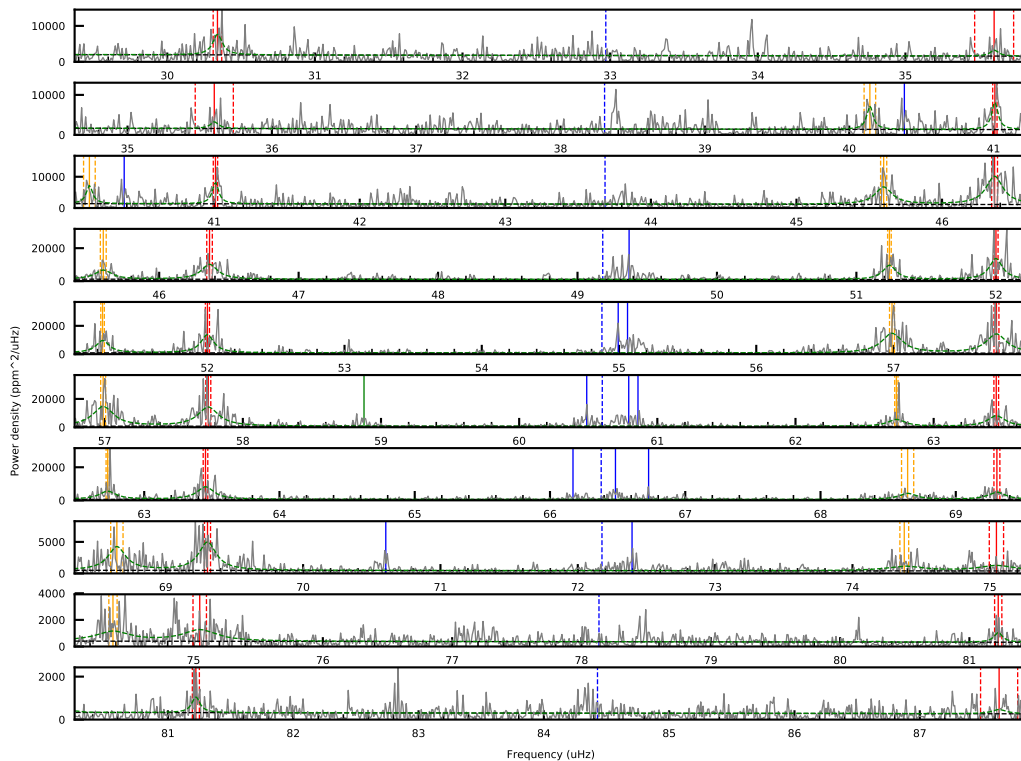 10000
0
30 31 32 33 34 35
10000
0
35 36 37 38 39 40 41
10000
0
41 42 43 44 45 46
20000
0
46 47 48 49 50 51 52
20000
0
52 53 54 55 56 57
20000
0
57 58 59 60 61 62 63
20000
0
63 64 65 66 67 68 69
5000
0
69 70 71 72 73 74 75
4000
2000
0
75 76 77 78 79 80 81
2000
0
81 82 83 84 85 86 87
Power density (ppm^2/uHz)
Frequency (uHz)